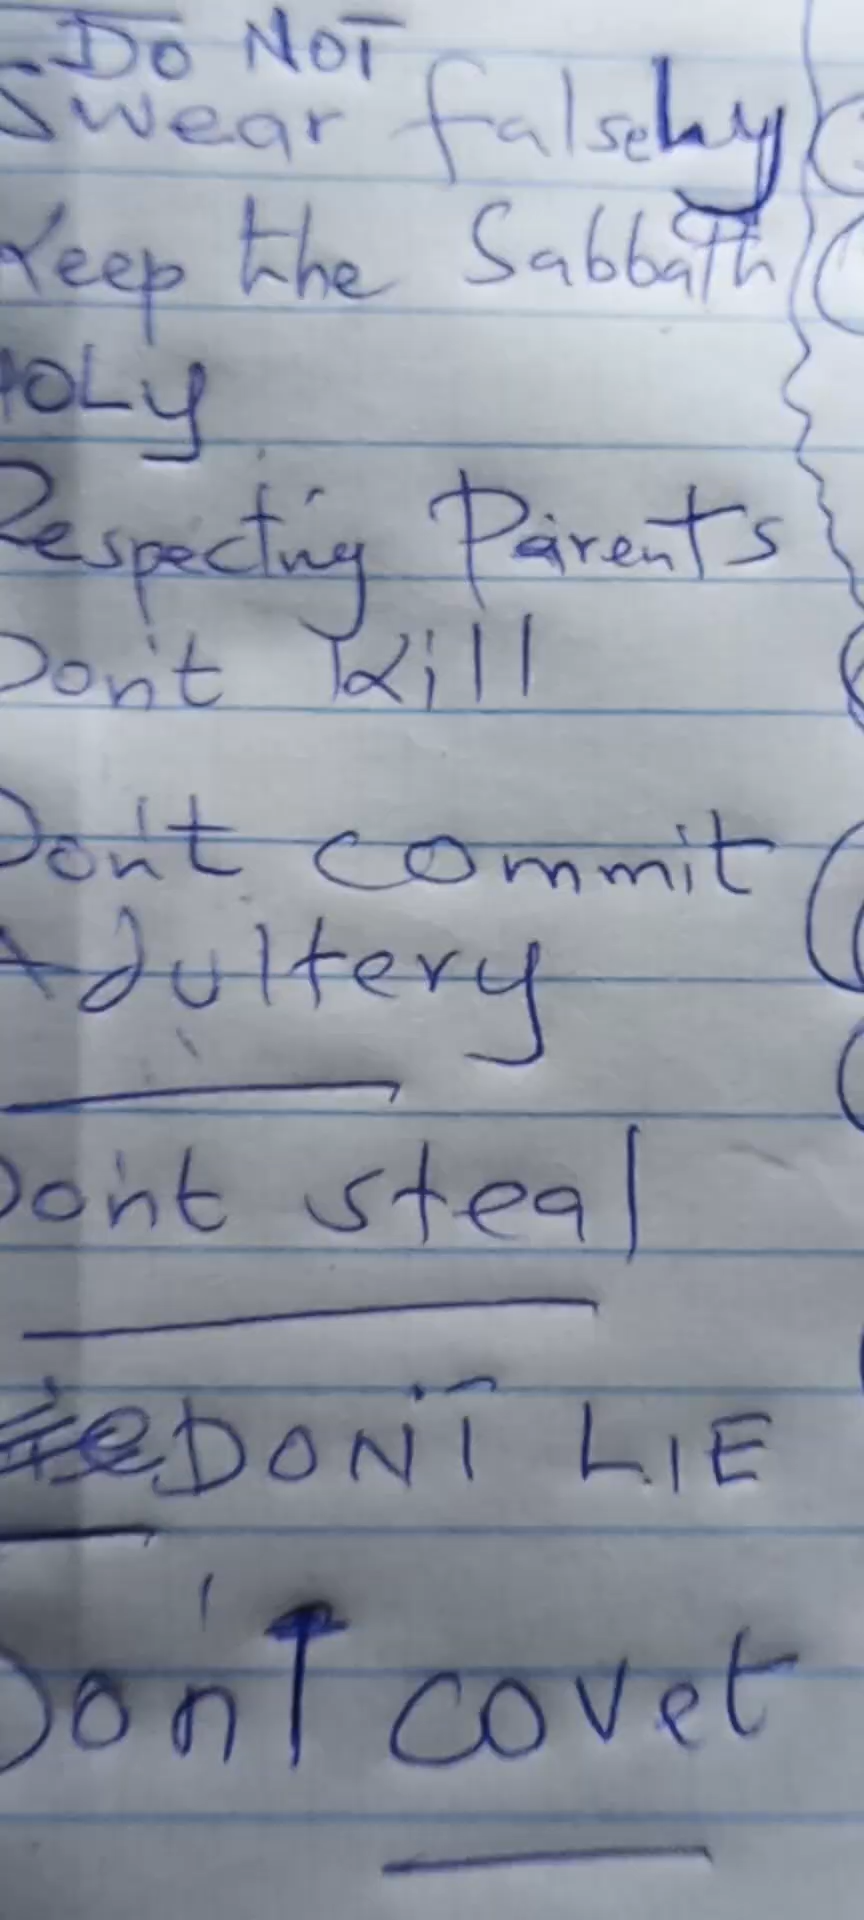 DO NOT
Swear falsely
Keep the Sabbath
HOLY
Respecting Parents
Don't Kill
Don't commit
Adultery
Don't steal
DON'T LIE
Don't covet